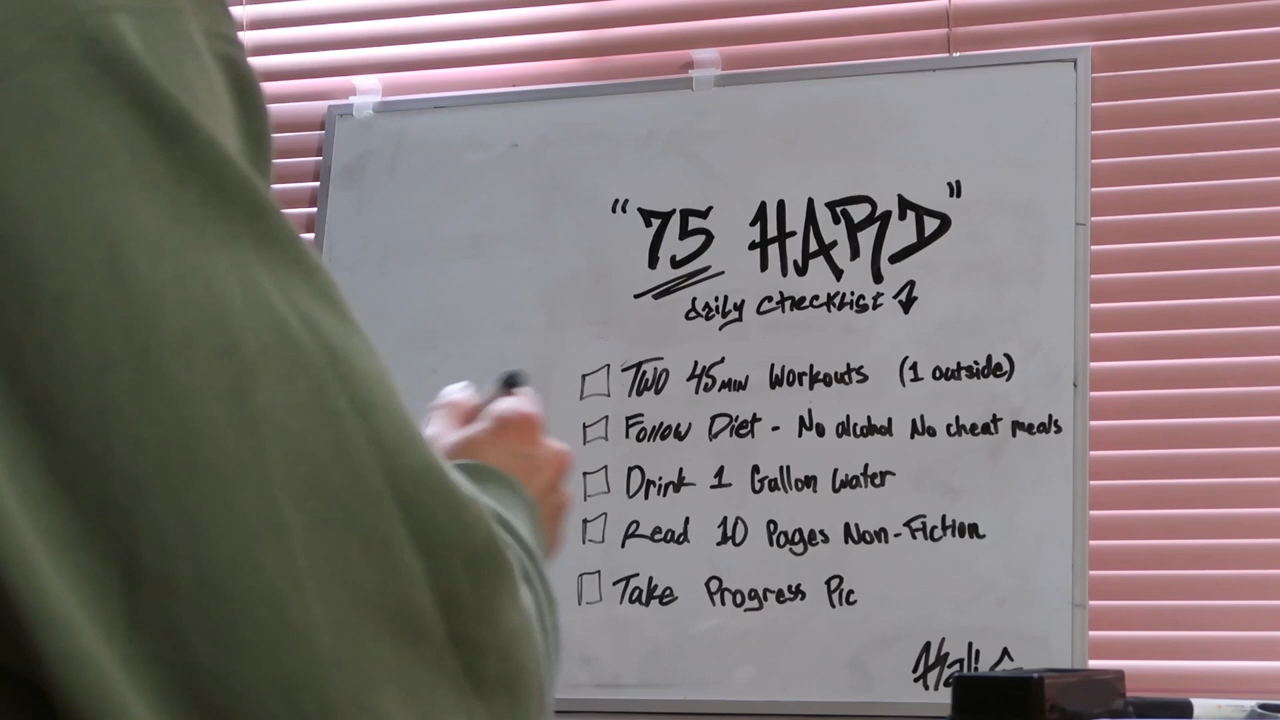 "75 HARD"
daily checklist
Two 45min Workouts (1 outside)
Follow Diet - No alcohol No cheat meals
Drink 1 Gallon water
Read 10 Pages Non-Fiction
Take Progress Pic